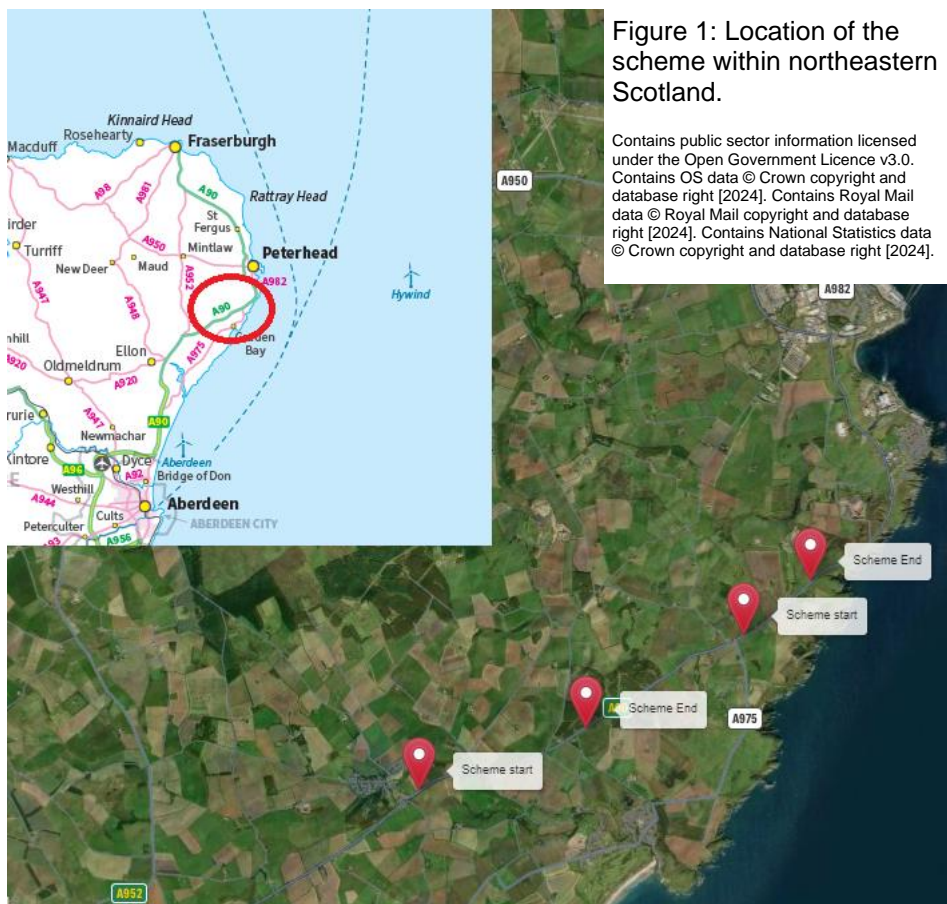 Figure 1: Location of the
scheme within northeastern
Scotland.
Contains public sector information licensed
under the Open Government Licence v3.0.
Contains OS data © Crown copyright and
database right [2024]. Contains Royal Mail
data © Royal Mail copyright and database
right [2024]. Contains National Statistics data
© Crown copyright and database right [2024].
Kinnaird Head
Rosehearty
Macduff
Fraserburgh
A98
A981
A90
Rattray Head
St
Fergus
irder
Turriff
A950
Mintlaw
Peterhead
New Deer
Maud
A952
A982
A947
A948
A90
Hywind
Bay
nhill
Ellon
A975
A920
Oldmeldrum
A920
A90
A947
rurie
Newmachar
Kintore
A96
Dyce
Aberdeen
A92
Bridge of Don
Westhill
A944
Aberdeen
Cults
Peterculter
ABERDEEN CITY
A93
A956
A950
A982
Scheme End
Scheme start
Scheme End
A975
Scheme start
A952